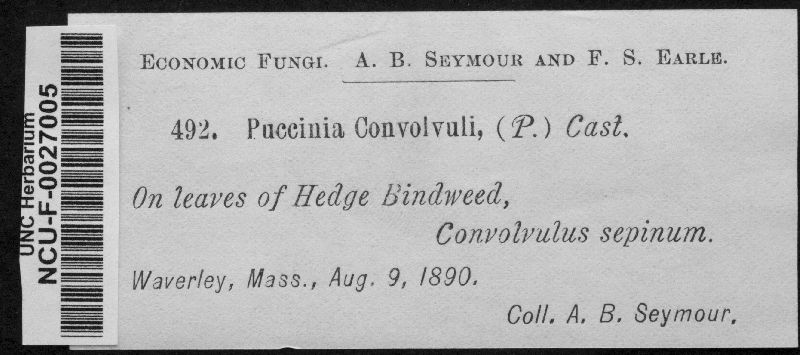 Economic Fungi. A. B. Seymour and F. S. Earle.
492. Puccinia Convolvuli, (P.) Cast.
On leaves of Hedge Bindweed,
Convolvulus sepinum.
Waverley, Mass., Aug. 9, 1890.
Coll. A. B. Seymour.
UNC Herbarium
NCU-F-0027005